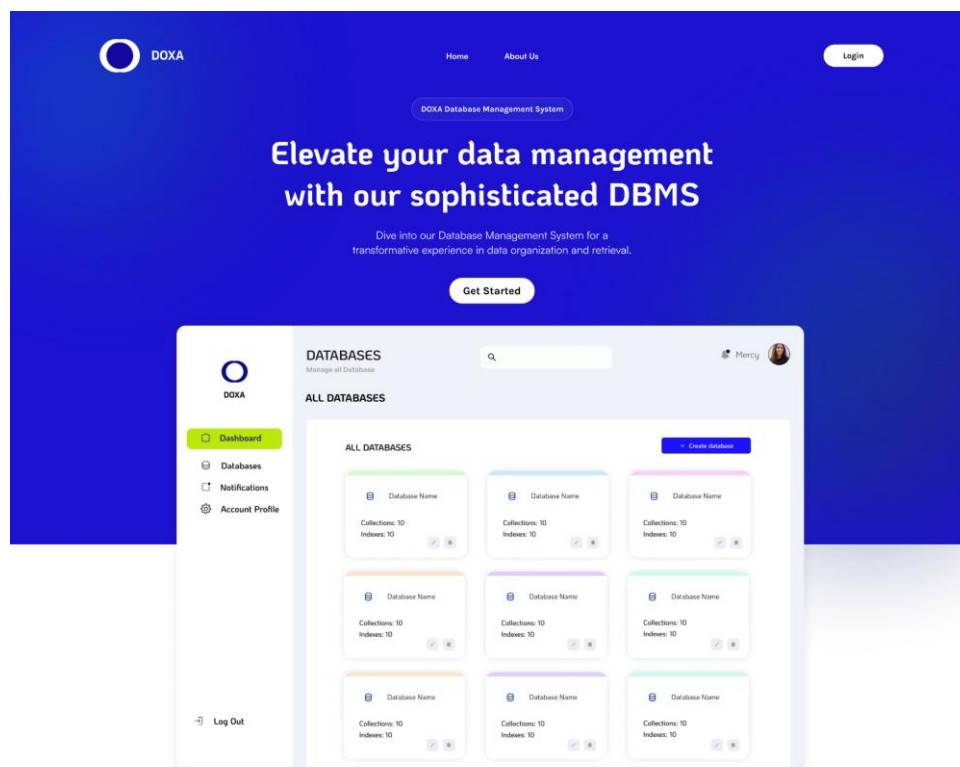 DOXA
Home
About Us
Login
DOXA Database Management System
Elevate your data management
with our sophisticated DBMS
Dive into our Database Management System for a
transformative experience in data organization and retrieval.
Get Started
DOXA
Dashboard
Databases
Notifications
Account Profile
Log Out
DATABASES
Manage all Database
Mercy
ALL DATABASES
ALL DATABASES
+ Create database
Database Name
Collections: 10
Indexes: 10
Database Name
Collections: 10
Indexes: 10
Database Name
Collections: 10
Indexes: 10
Database Name
Collections: 10
Indexes: 10
Database Name
Collections: 10
Indexes: 10
Database Name
Collections: 10
Indexes: 10
Database Name
Collections: 10
Indexes: 10
Database Name
Collections: 10
Indexes: 10
Database Name
Collections: 10
Indexes: 10